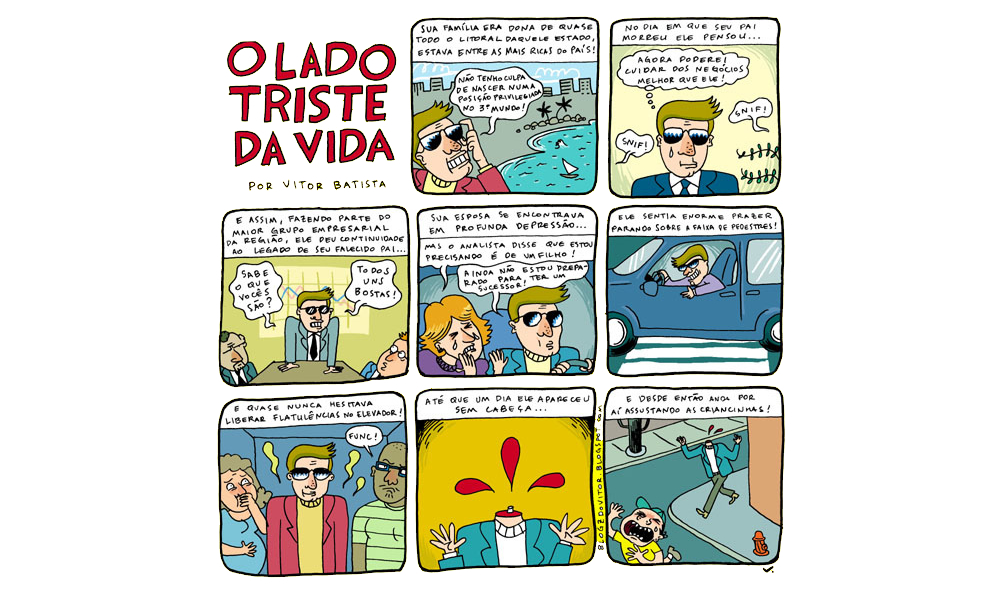 O LADO
TRISTE
DA VIDA
POR VITOR BATISTA
SUA FAMÍLIA ERA DONA DE QUASE
TODO O LITORAL DAQUELE ESTADO,
ESTAVA ENTRE AS MAIS RICAS DO PAÍS!
NÃO TENHO CULPA
DE NASCER NUMA
POSIÇÃO PRIVILEGIADA
NO 3º MUNDO!
NO DIA EM QUE SEU PAI
MORREU ELE PENSOU...
AGORA PODEREI
CUIDAR DOS NEGÓCIOS
MELHOR QUE ELE!
SNIF!
SNIF!
E ASSIM, FAZENDO PARTE DO
MAIOR GRUPO EMPRESARIAL
DA REGIÃO, ELE DEU CONTINUIDADE
AO LEGADO DE SEU FALECIDO PAI...
SABE
O QUE
VOCÊS
SÃO?
TODOS
UNS
BOSTAS!
SUA ESPOSA SE ENCONTRAVA
EM PROFUNDA DEPRESSÃO...
MAS O ANALISTA DISSE QUE ESTOU
PRECISANDO É DE UM FILHO!
AINDA NÃO ESTOU PREPA-
RADO PARA TER UM
SUCESSOR!
ELE SENTIA ENORME PRAZER
PARANDO SOBRE A FAIXA DE PEDESTRES!
E QUASE NUNCA HESITAVA
LIBERAR FLATULÊNCIAS NO ELEVADOR!
FUNC!
ATÉ QUE UM DIA ELE APARECEU
SEM CABEÇA...
BLOGZDOVITOR.BLOGSPOT.COM
E DESDE ENTÃO ANDA POR
AÍ ASSUSTANDO AS CRIANCINHAS!